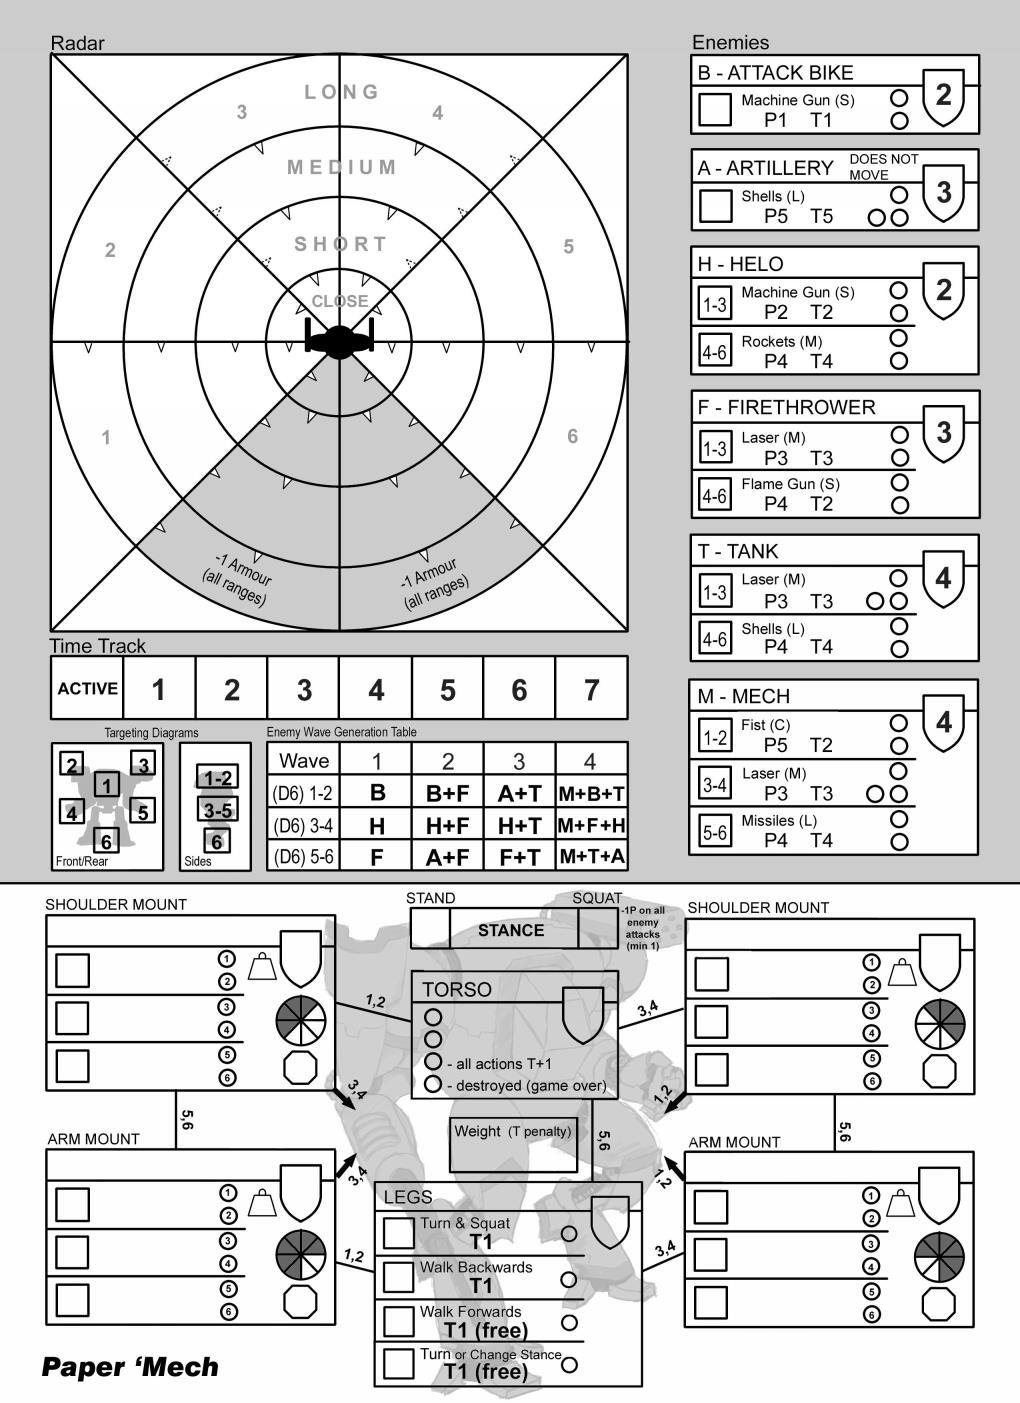 Radar
LONG
3
4
MEDIUM
2
SHORT
5
CLOSE
1
6
-1 Armour
(all ranges)
-1 Armour
(all ranges)
Time Track
ACTIVE 1 2 3 4 5 6 7
Targeting Diagrams
2 3
1
4 5
6
Front/Rear
1-2
3-5
6
Sides
Enemy Wave Generation Table
Wave 1 2 3 4
(D6) 1-2 B B+F A+T M+B+T
(D6) 3-4 H H+F H+T M+F+H
(D6) 5-6 F A+F F+T M+T+A
Enemies
B - ATTACK BIKE
2
Machine Gun (S)
P1 T1
A - ARTILLERY
DOES NOT
MOVE
3
Shells (L)
P5 T5
H - HELO
2
1-3
Machine Gun (S)
P2 T2
4-6
Rockets (M)
P4 T4
F - FIRETHROWER
3
1-3
Laser (M)
P3 T3
4-6
Flame Gun (S)
P4 T2
T - TANK
4
1-3
Laser (M)
P3 T3
4-6
Shells (L)
P4 T4
M - MECH
4
1-2
Fist (C)
P5 T2
3-4
Laser (M)
P3 T3
5-6
Missiles (L)
P4 T4
SHOULDER MOUNT
1
2
3
4
5
6
1,2
3,4
5,6
STAND
SQUAT
STANCE
-1P on all
enemy
attacks
(min 1)
TORSO
- all actions T+1
- destroyed (game over)
3,4
1,2
SHOULDER MOUNT
1
2
3
4
5
6
5,6
Weight (T penalty)
5,6
ARM MOUNT
1
2
3
4
5
6
3,4
1,2
LEGS
Turn & Squat
T1
Walk Backwards
T1
Walk Forwards
T1 (free)
Turn or Change Stance
T1 (free)
1,2
3,4
ARM MOUNT
1
2
3
4
5
6
Paper ‘Mech